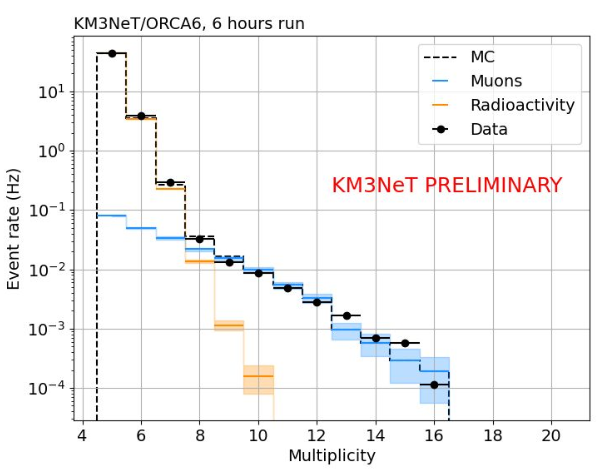 KM3NeT/ORCA6, 6 hours run
MC
Muons
Radioactivity
Data
KM3NeT PRELIMINARY
Event rate (Hz)
10¹
10⁰
10⁻¹
10⁻²
10⁻³
10⁻⁴
4 6 8 10 12 14 16 18 20
Multiplicity